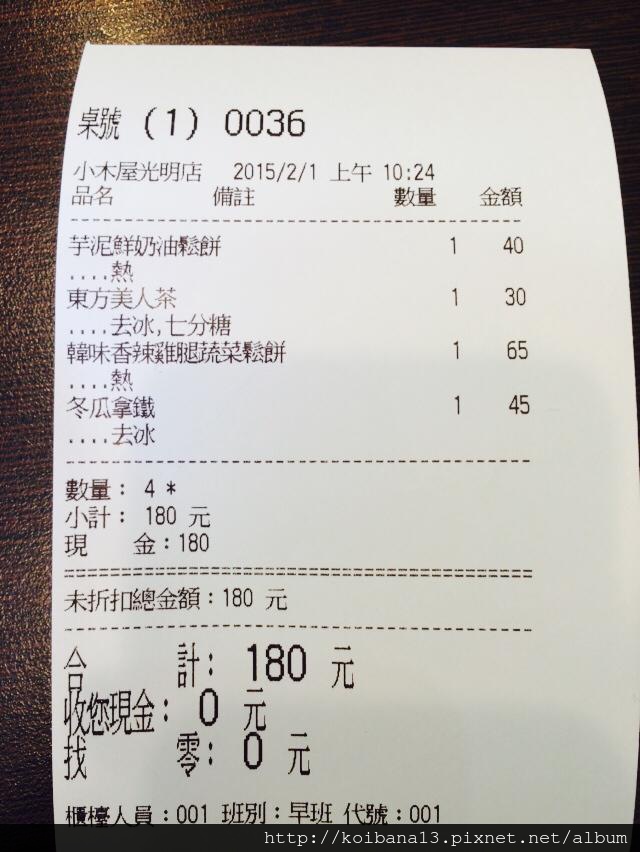 桌號 (1) 0036
小木屋光明店 2015/2/1 上午 10:24
品名 備註 數量 金額
芋泥鮮奶油鬆餅 1 40
....熱
東方美人茶 1 30
....去冰,七分糖
韓味香辣雞腿蔬菜鬆餅 1 65
....熱
冬瓜拿鐵 1 45
....去冰
數量: 4 *
小計: 180 元
現 金:180
未折扣總金額:180 元
合 計: 180 元
收您現金: 0 元
找 零: 0 元
櫃檯人員:001 班別:早班 代號:001
http://koibana13.pixnet.net/album